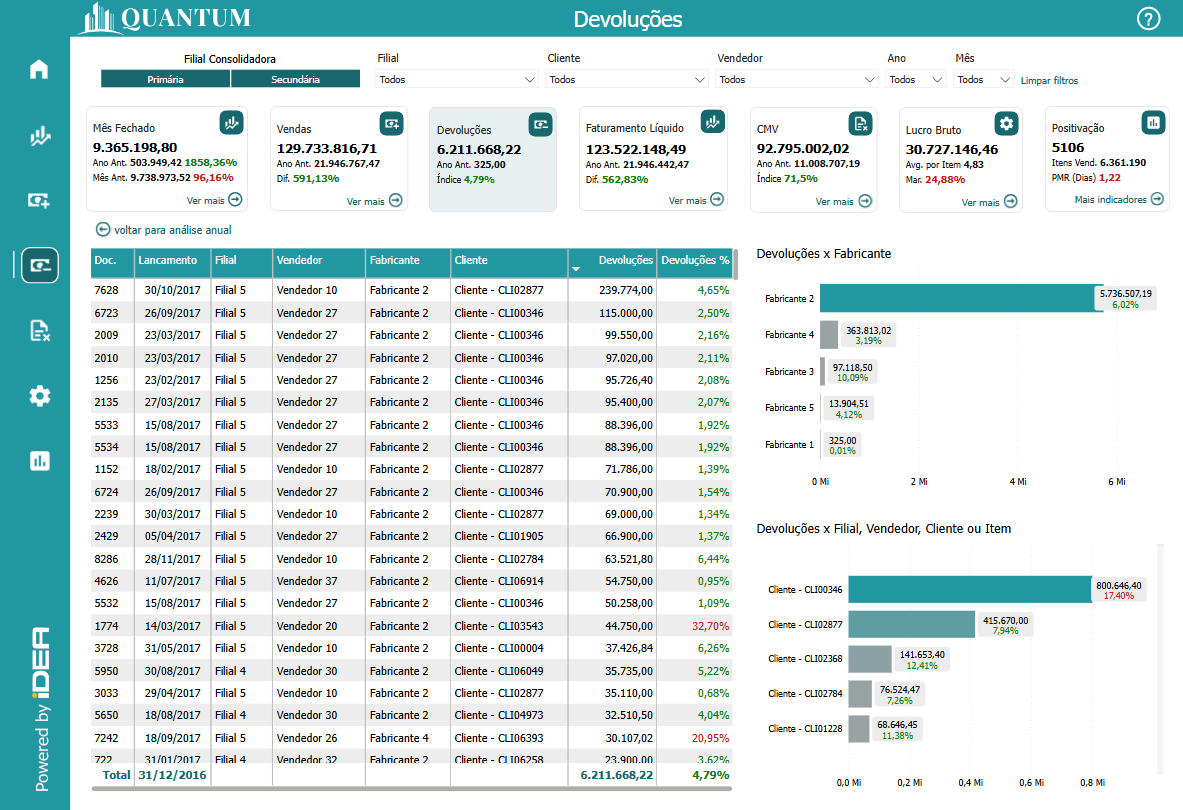 QUANTUM
Devoluções
?
Filial Consolidadora
Primária Secundária
Filial
Todos
Cliente
Todos
Vendedor
Todos
Ano
Todos
Mês
Todos
Limpar filtros
Mês Fechado
9.365.198,80
Ano Ant. 503.949,42 1858,36%
Mês Ant. 9.738.973,52 96,16%
Ver mais
Vendas
129.733.816,71
Ano Ant. 21.946.767,47
Dif. 591,13%
Ver mais
Devoluções
6.211.668,22
Ano Ant. 325,00
Índice 4,79%
Faturamento Líquido
123.522.148,49
Ano Ant. 21.946.442,47
Dif. 562,83%
Ver mais
CMV
92.795.002,02
Ano Ant. 11.008.707,19
Índice 71,5%
Ver mais
Lucro Bruto
30.727.146,46
Avg. por Item 4,83
Mar. 24,88%
Ver mais
Positivação
5106
Itens Vend. 6.361.190
PMR (Dias) 1,22
Mais indicadores
voltar para análise anual
Doc. Lancamento Filial Vendedor Fabricante Cliente Devoluções Devoluções %
7628 30/10/2017 Filial 5 Vendedor 10 Fabricante 2 Cliente - CLI02877 239.774,00 4,65%
6723 26/09/2017 Filial 5 Vendedor 27 Fabricante 2 Cliente - CLI00346 115.000,00 2,50%
2009 23/03/2017 Filial 5 Vendedor 27 Fabricante 2 Cliente - CLI00346 99.550,00 2,16%
2010 23/03/2017 Filial 5 Vendedor 27 Fabricante 2 Cliente - CLI00346 97.020,00 2,11%
1256 23/02/2017 Filial 5 Vendedor 27 Fabricante 2 Cliente - CLI00346 95.726,40 2,08%
2135 27/03/2017 Filial 5 Vendedor 27 Fabricante 2 Cliente - CLI00346 95.400,00 2,07%
5533 15/08/2017 Filial 5 Vendedor 27 Fabricante 2 Cliente - CLI00346 88.396,00 1,92%
5534 15/08/2017 Filial 5 Vendedor 27 Fabricante 2 Cliente - CLI00346 88.396,00 1,92%
1152 18/02/2017 Filial 5 Vendedor 10 Fabricante 2 Cliente - CLI02877 71.786,00 1,39%
6724 26/09/2017 Filial 5 Vendedor 27 Fabricante 2 Cliente - CLI00346 70.900,00 1,54%
2239 30/03/2017 Filial 5 Vendedor 10 Fabricante 2 Cliente - CLI02877 69.000,00 1,34%
2429 05/04/2017 Filial 5 Vendedor 27 Fabricante 2 Cliente - CLI01905 66.900,00 1,37%
8286 28/11/2017 Filial 5 Vendedor 10 Fabricante 2 Cliente - CLI02784 63.521,80 6,44%
4626 11/07/2017 Filial 5 Vendedor 37 Fabricante 2 Cliente - CLI06914 54.750,00 0,95%
5532 15/08/2017 Filial 5 Vendedor 27 Fabricante 2 Cliente - CLI00346 50.258,00 1,09%
1774 14/03/2017 Filial 5 Vendedor 20 Fabricante 2 Cliente - CLI03543 44.750,00 32,70%
3728 31/05/2017 Filial 5 Vendedor 10 Fabricante 2 Cliente - CLI00004 37.426,84 6,26%
5950 30/08/2017 Filial 4 Vendedor 30 Fabricante 2 Cliente - CLI06049 35.735,00 5,22%
3033 29/04/2017 Filial 5 Vendedor 10 Fabricante 2 Cliente - CLI02877 35.110,00 0,68%
5650 18/08/2017 Filial 4 Vendedor 30 Fabricante 2 Cliente - CLI04973 32.510,50 4,04%
7242 18/09/2017 Filial 5 Vendedor 26 Fabricante 4 Cliente - CLI06393 30.107,02 20,95%
722 31/01/2017 Filial 4 Vendedor 32 Fabricante 2 Cliente - CLI06258 23.900,00 3,62%
Total 31/12/2016 6.211.668,22 4,79%
Devoluções x Fabricante
Fabricante 2 5.736.507,19
6,02%
Fabricante 4 363.813,02
3,19%
Fabricante 3 97.118,50
10,09%
Fabricante 5 13.904,51
4,12%
Fabricante 1 325,00
0,01%
0 Mi 2 Mi 4 Mi 6 Mi
Devoluções x Filial, Vendedor, Cliente ou Item
Cliente - CLI00346 800.646,40
17,40%
Cliente - CLI02877 415.670,00
7,94%
Cliente - CLI02368 141.653,40
12,41%
Cliente - CLI02784 76.524,47
7,26%
Cliente - CLI01228 68.646,45
11,38%
0,0 Mi 0,2 Mi 0,4 Mi 0,6 Mi 0,8 Mi
Powered by iDEA